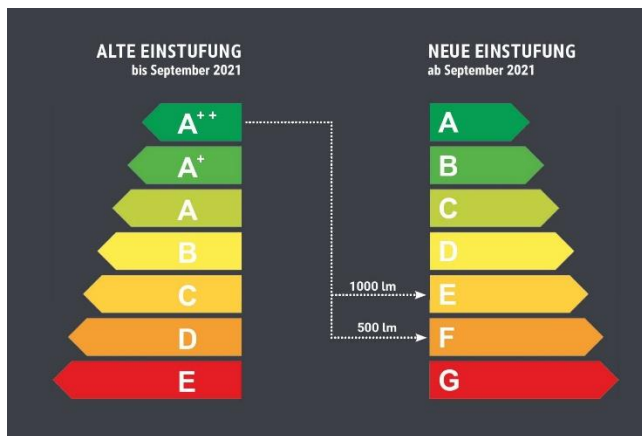 ALTE EINSTUFUNG
bis September 2021
A++
A+
A
B
C
D
E
1000 lm
500 lm
NEUE EINSTUFUNG
ab September 2021
A
B
C
D
E
F
G